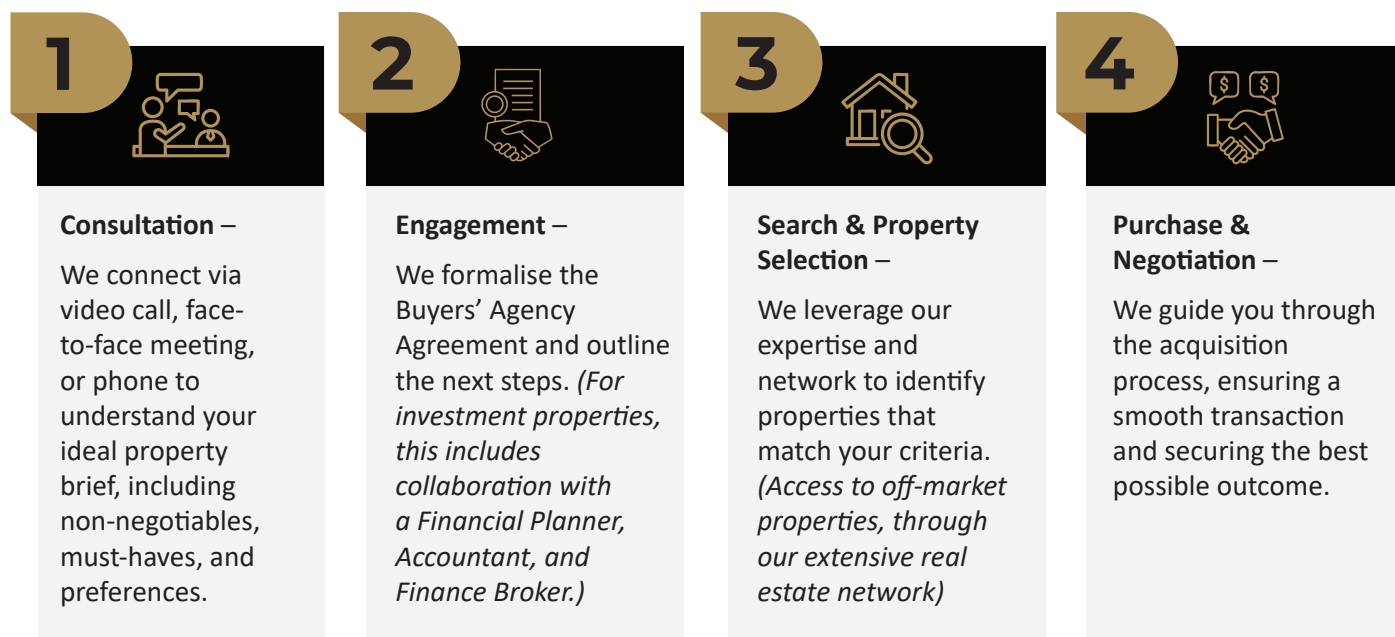 1
Consultation –
We connect via
video call, face-
to-face meeting,
or phone to
understand your
ideal property
brief, including
non-negotiables,
must-haves, and
preferences.
2
Engagement –
We formalise the
Buyers’ Agency
Agreement and outline
the next steps. (For
investment properties,
this includes
collaboration with
a Financial Planner,
Accountant, and
Finance Broker.)
3
Search & Property
Selection –
We leverage our
expertise and
network to identify
properties that
match your criteria.
(Access to off-market
properties, through
our extensive real
estate network)
4
$ $
Purchase &
Negotiation –
We guide you through
the acquisition
process, ensuring a
smooth transaction
and securing the best
possible outcome.